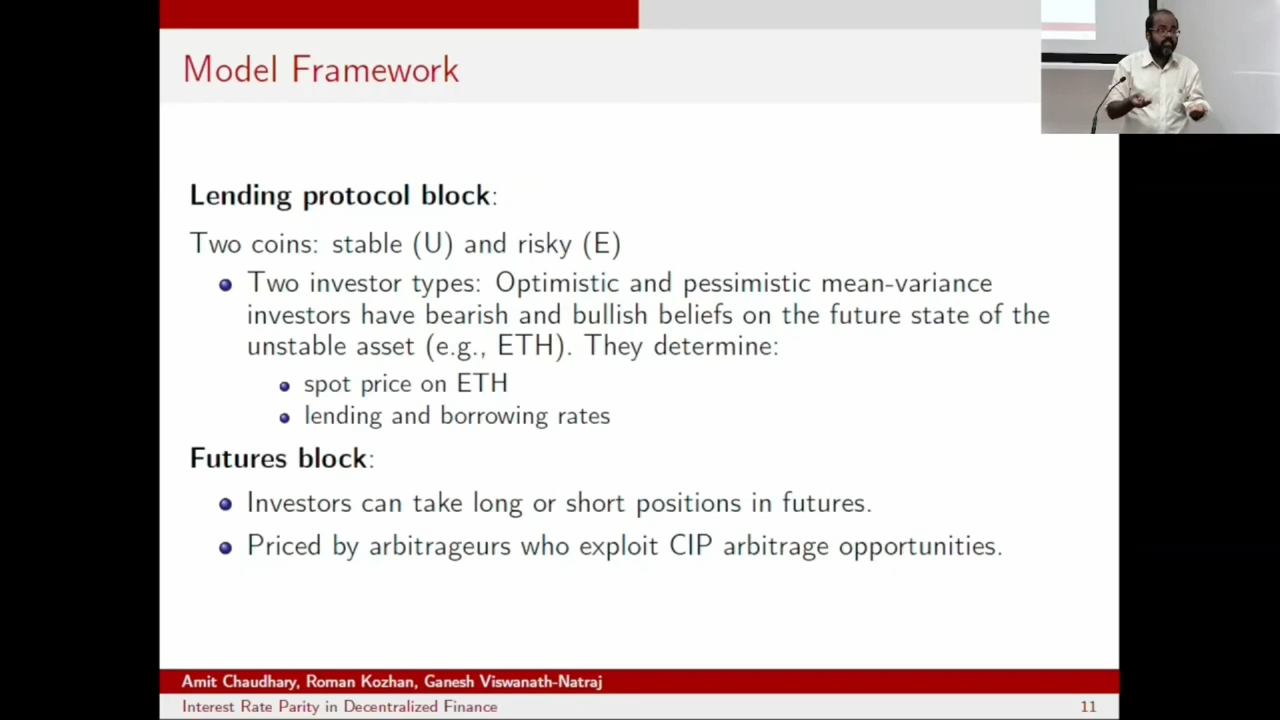 Model Framework
Lending protocol block:
Two coins: stable (U) and risky (E)
Two investor types: Optimistic and pessimistic mean-variance
investors have bearish and bullish beliefs on the future state of the
unstable asset (e.g., ETH). They determine:
spot price on ETH
lending and borrowing rates
Futures block:
Investors can take long or short positions in futures.
Priced by arbitrageurs who exploit CIP arbitrage opportunities.
Amit Chaudhary, Roman Kozhan, Ganesh Viswanath-Natraj
Interest Rate Parity in Decentralized Finance
11